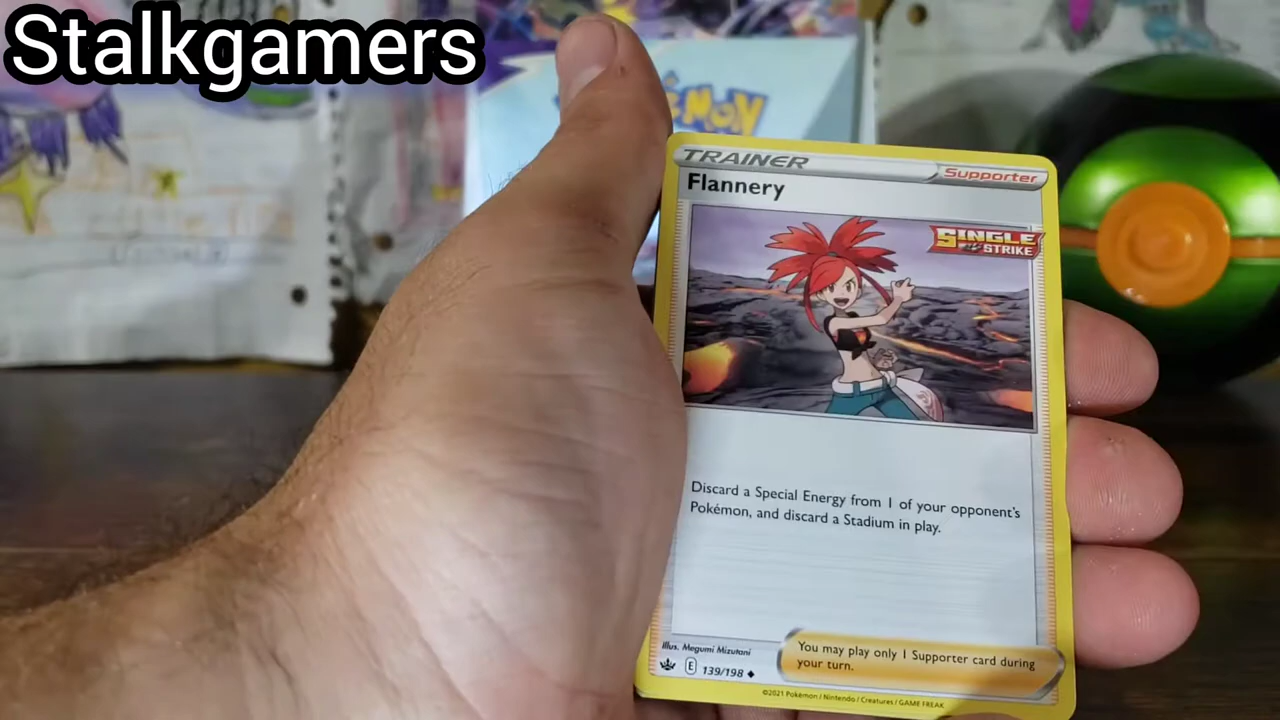 Stalkgamers
POKéMON
TRAINER
Supporter
Flannery
SINGLE
STRIKE
Discard a Special Energy from 1 of your opponent's
Pokémon, and discard a Stadium in play.
Illus. Megumi Mizutani
E 139/198
You may play only 1 Supporter card during
your turn.
©2021 Pokémon / Nintendo / Creatures / GAME FREAK